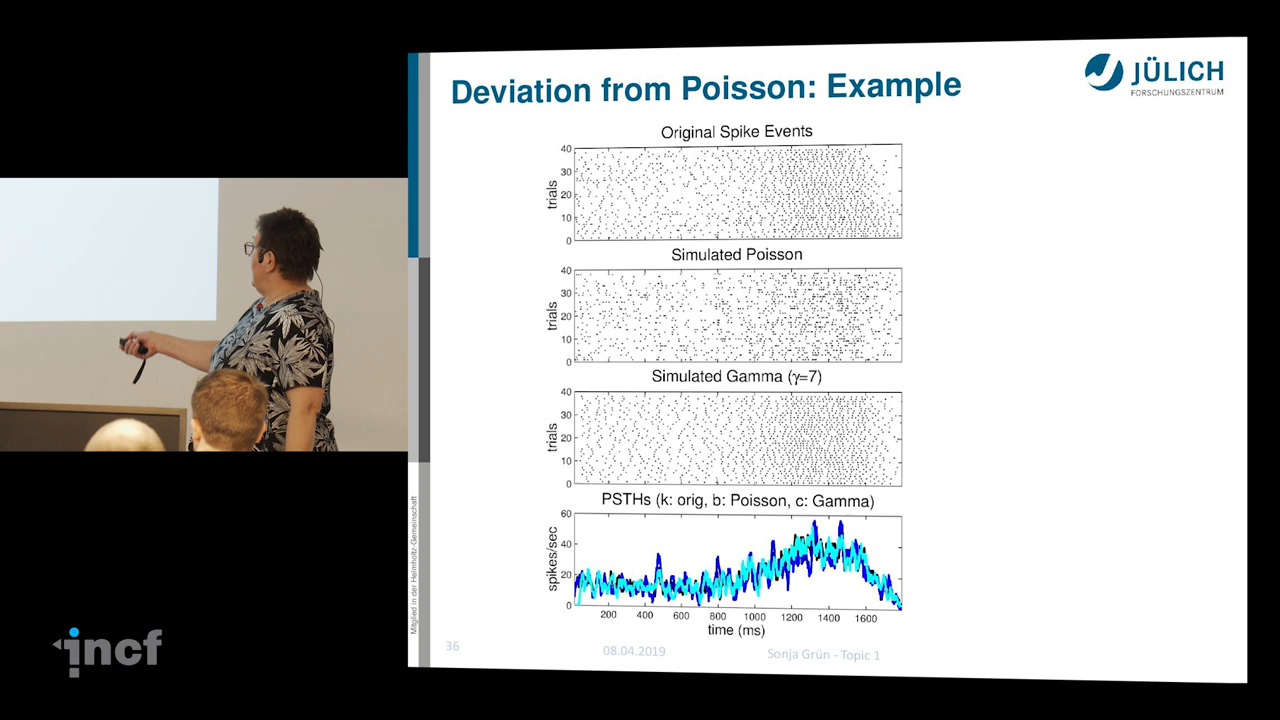 Deviation from Poisson: Example
JÜLICH
FORSCHUNGSZENTRUM
Original Spike Events
40
30
20
10
0
trials
Simulated Poisson
40
30
20
10
0
trials
Simulated Gamma (γ=7)
40
30
20
10
0
trials
PSTHs (k: orig, b: Poisson, c: Gamma)
60
40
20
0
spikes/sec
200 400 600 800 1000 1200 1400 1600
time (ms)
Mitglied in der Helmholtz-Gemeinschaft
36 08.04.2019 Sonja Grün - Topic 1
incf